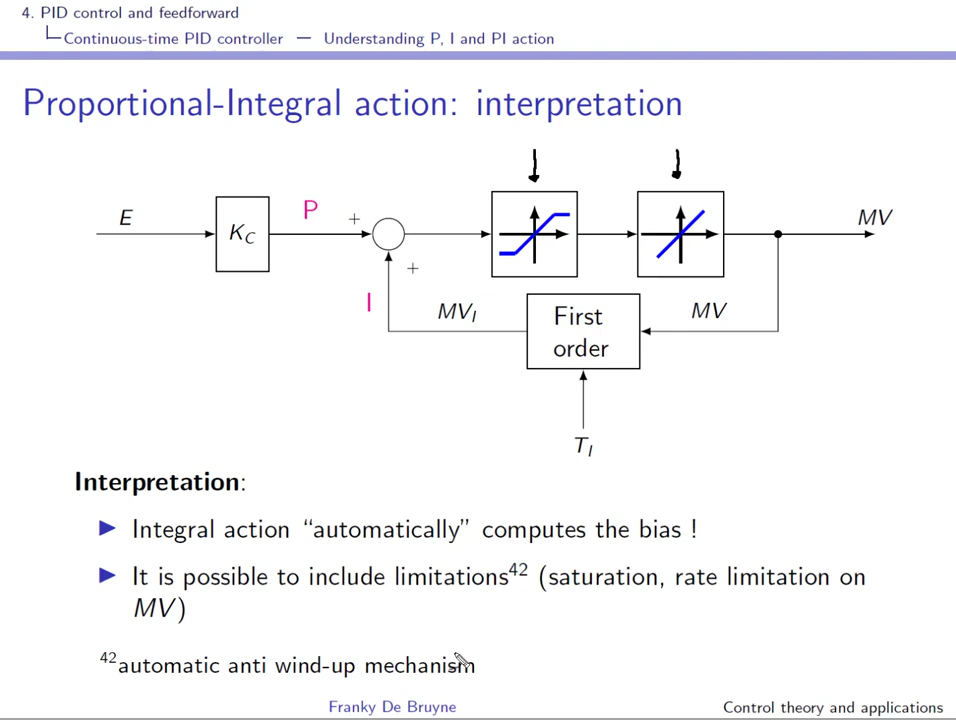 4. PID control and feedforward
Continuous-time PID controller — Understanding P, I and PI action
Proportional-Integral action: interpretation
E
K_C
P
+
MV
+
I
MV_I
First
order
MV
T_I
Interpretation:
▶ Integral action “automatically” computes the bias !
▶ It is possible to include limitations⁴² (saturation, rate limitation on
MV)
⁴²automatic anti wind-up mechanism
Franky De Bruyne
Control theory and applications